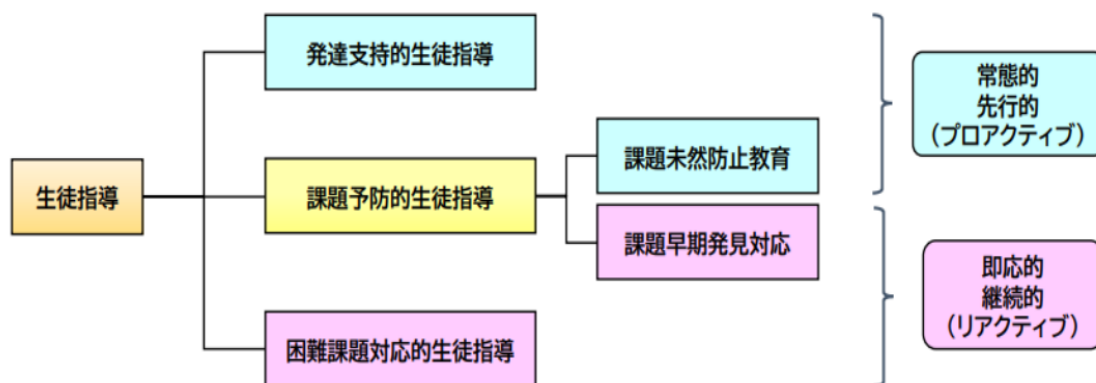 生徒指導
発達支持的生徒指導
課題予防的生徒指導
課題未然防止教育
課題早期発見対応
困難課題対応的生徒指導
常態的
先行的
（プロアクティブ）
即応的
継続的
（リアクティブ）